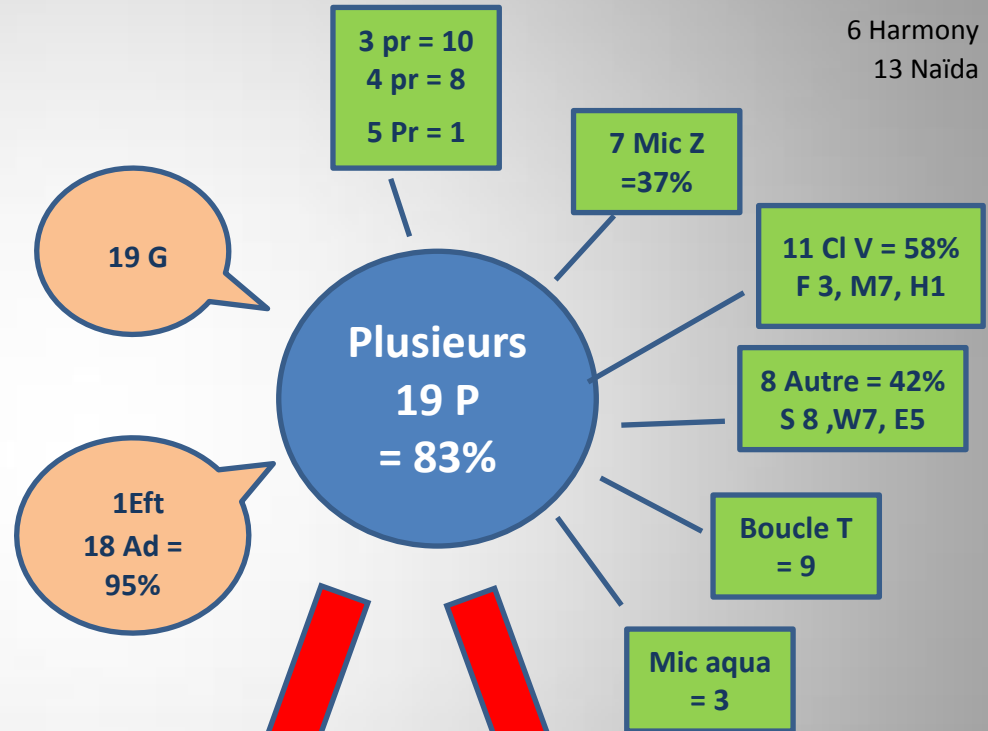 6 Harmony
13 Naïda
3 pr = 10
4 pr = 8
5 Pr = 1
7 Mic Z
=37%
19 G
11 Cl V = 58%
F 3, M7, H1
Plusieurs
19 P
= 83%
8 Autre = 42%
S 8 ,W7, E5
1Eft
18 Ad =
95%
Boucle T
= 9
Mic aqua
= 3